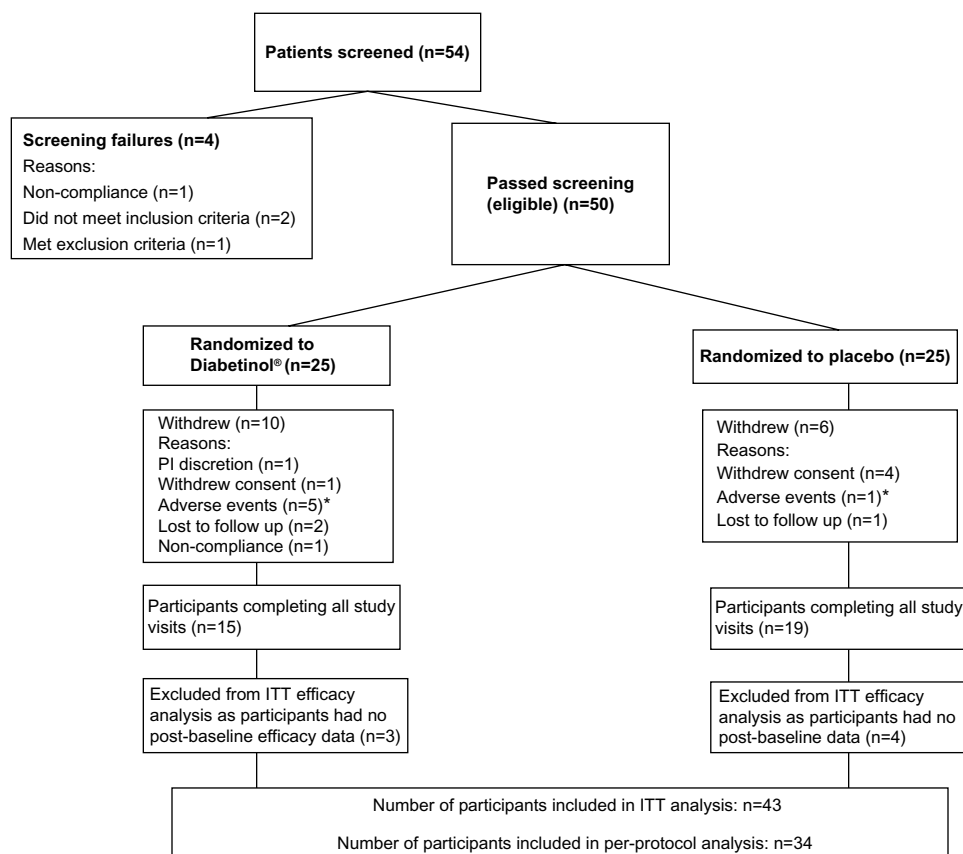 Patients screened (n=54)
Screening failures (n=4)
Reasons:
Non-compliance (n=1)
Did not meet inclusion criteria (n=2)
Met exclusion criteria (n=1)
Passed screening
(eligible) (n=50)
Randomized to
Diabetinol® (n=25)
Randomized to placebo (n=25)
Withdrew (n=10)
Reasons:
PI discretion (n=1)
Withdrew consent (n=1)
Adverse events (n=5)*
Lost to follow up (n=2)
Non-compliance (n=1)
Withdrew (n=6)
Reasons:
Withdrew consent (n=4)
Adverse events (n=1)*
Lost to follow up (n=1)
Participants completing all study
visits (n=15)
Participants completing all study
visits (n=19)
Excluded from ITT efficacy
analysis as participants had no
post-baseline efficacy data (n=3)
Excluded from ITT efficacy
analysis as participants had no
post-baseline data (n=4)
Number of participants included in ITT analysis: n=43
Number of participants included in per-protocol analysis: n=34